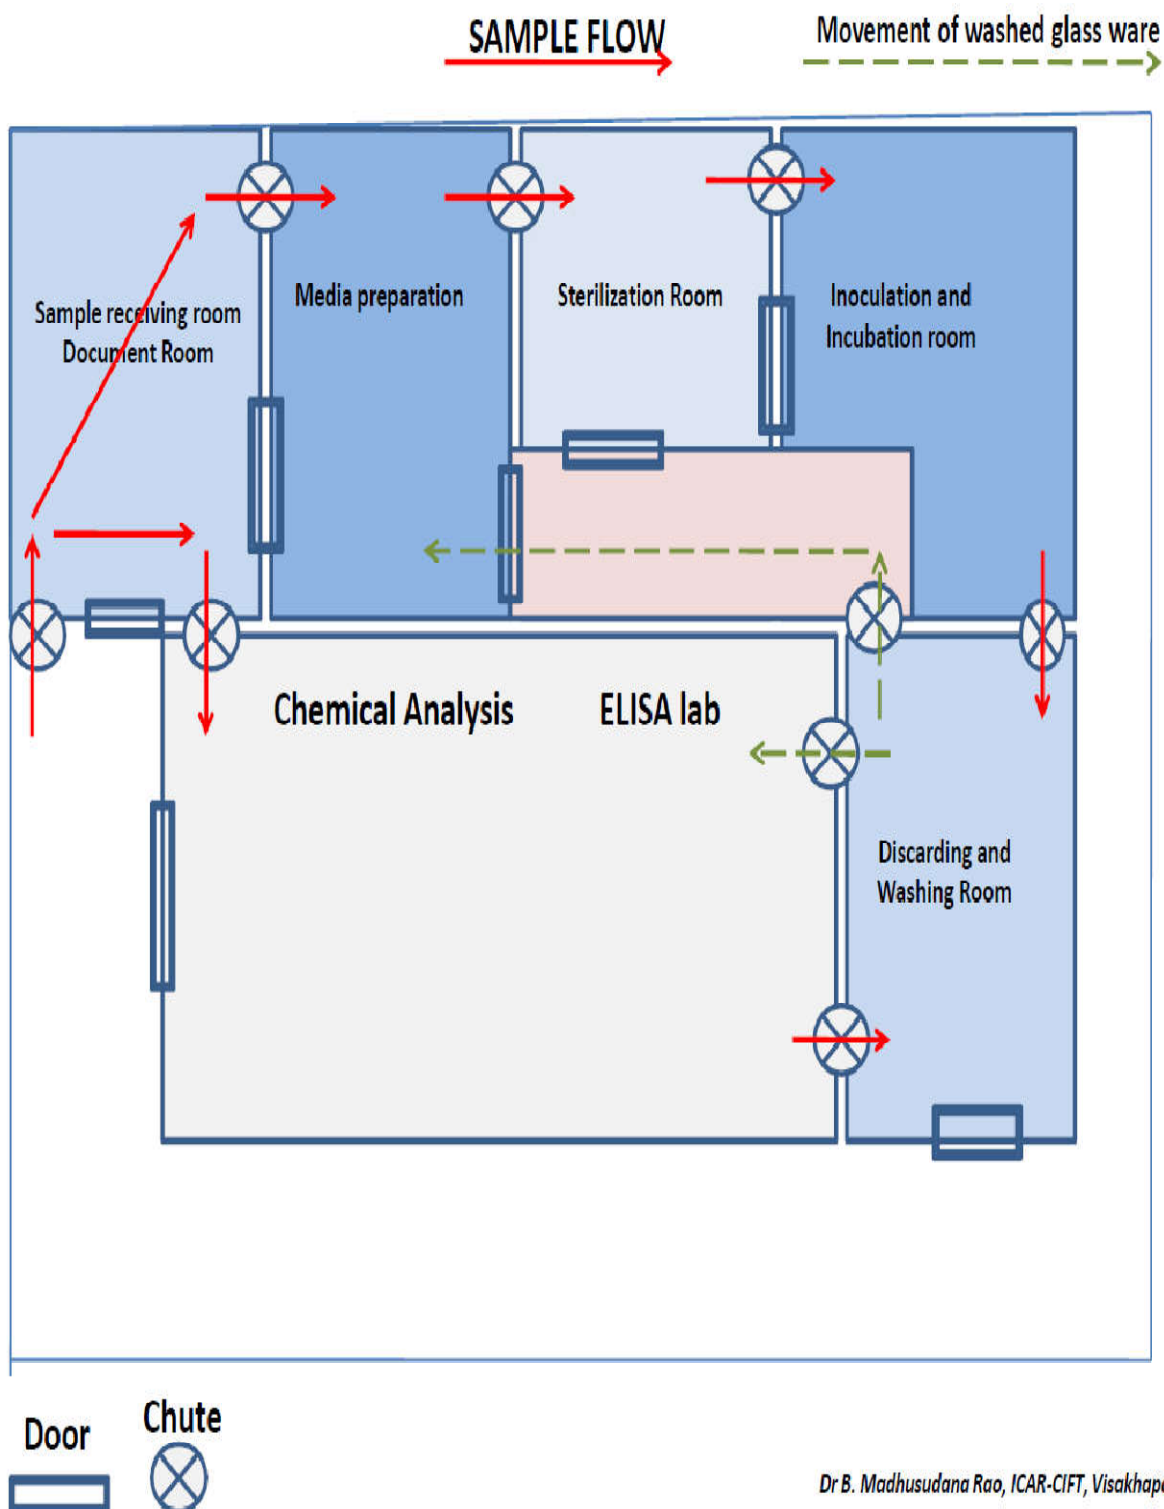 SAMPLE FLOW
Movement of washed glass ware
Sample receiving room
Document Room
Media preparation
Sterilization Room
Inoculation and
Incubation room
Chemical Analysis
ELISA lab
Discarding and
Washing Room
Door
Chute
Dr B. Madhusudana Rao, ICAR-CIFT,